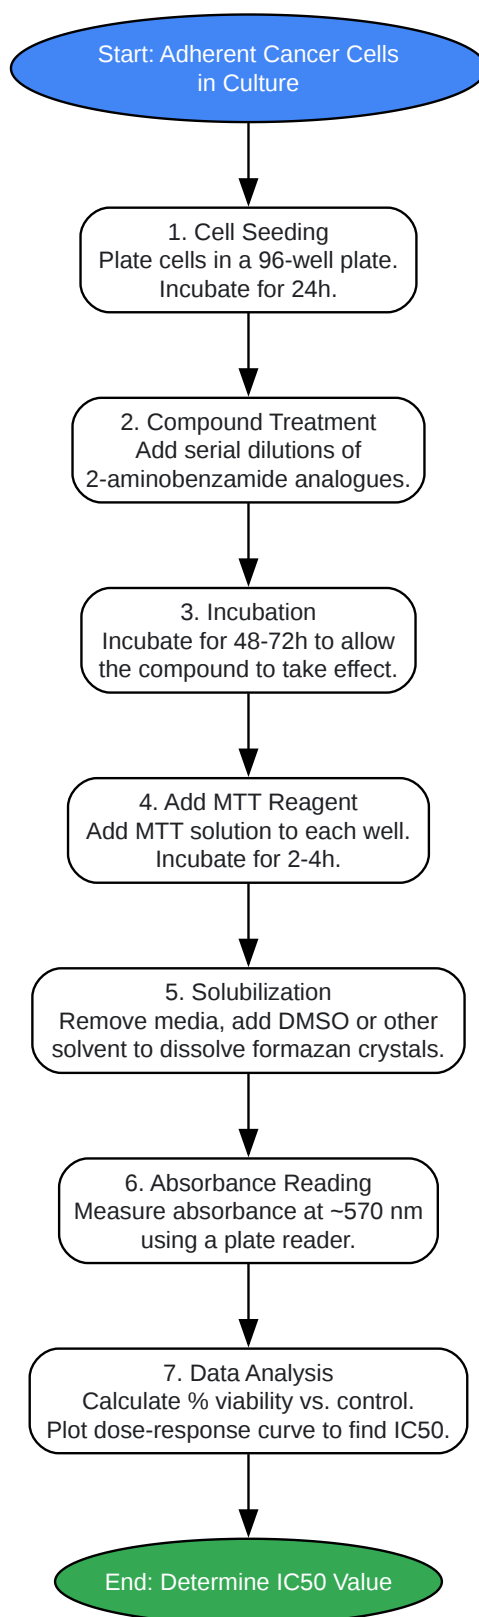 Start: Adherent Cancer Cells
in Culture
1. Cell Seeding
Plate cells in a 96-well plate.
Incubate for 24h.
2. Compound Treatment
Add serial dilutions of
2-aminobenzamide analogues.
3. Incubation
Incubate for 48-72h to allow
the compound to take effect.
4. Add MTT Reagent
Add MTT solution to each well.
Incubate for 2-4h.
5. Solubilization
Remove media, add DMSO or other
solvent to dissolve formazan crystals.
6. Absorbance Reading
Measure absorbance at ~570 nm
using a plate reader.
7. Data Analysis
Calculate % viability vs. control.
Plot dose-response curve to find IC50.
End: Determine IC50 Value